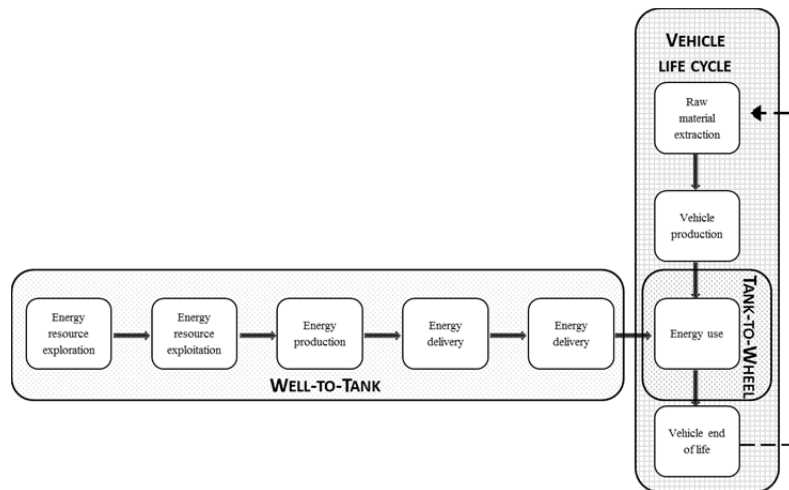 VEHICLE
LIFE CYCLE
Raw
material
extraction
Vehicle
production
Energy
resource
exploration
Energy
resource
exploitation
Energy
production
Energy
delivery
Energy
delivery
Energy use
TANK-TO-WHEEL
WELL-TO-TANK
Vehicle end
of life